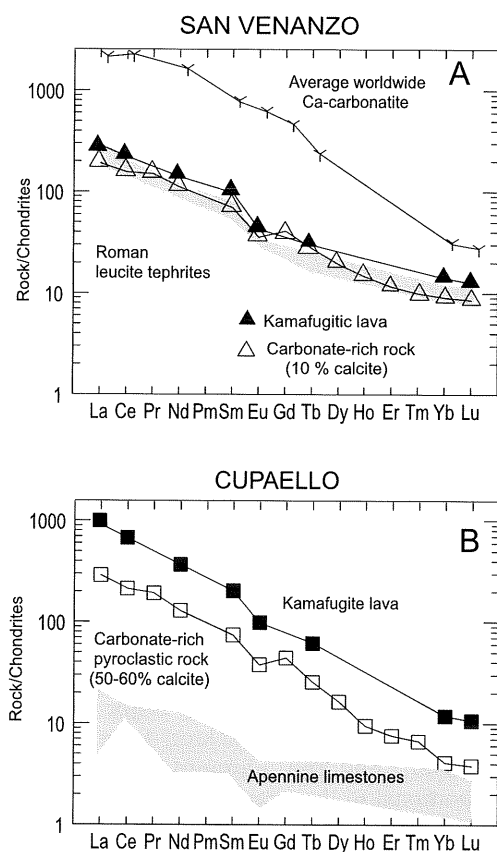 SAN VENANZO
A
1000
100
10
1
Rock/Chondrites
Average worldwide
Ca-carbonatite
Roman
leucite tephrites
Kamafugitic lava
Carbonate-rich rock
(10 % calcite)
La Ce Pr Nd Pm Sm Eu Gd Tb Dy Ho Er Tm Yb Lu
CUPAELLO
B
1000
100
10
1
Rock/Chondrites
Kamafugite lava
Carbonate-rich
pyroclastic rock
(50-60% calcite)
Apennine limestones
La Ce Pr Nd Pm Sm Eu Gd Tb Dy Ho Er Tm Yb Lu